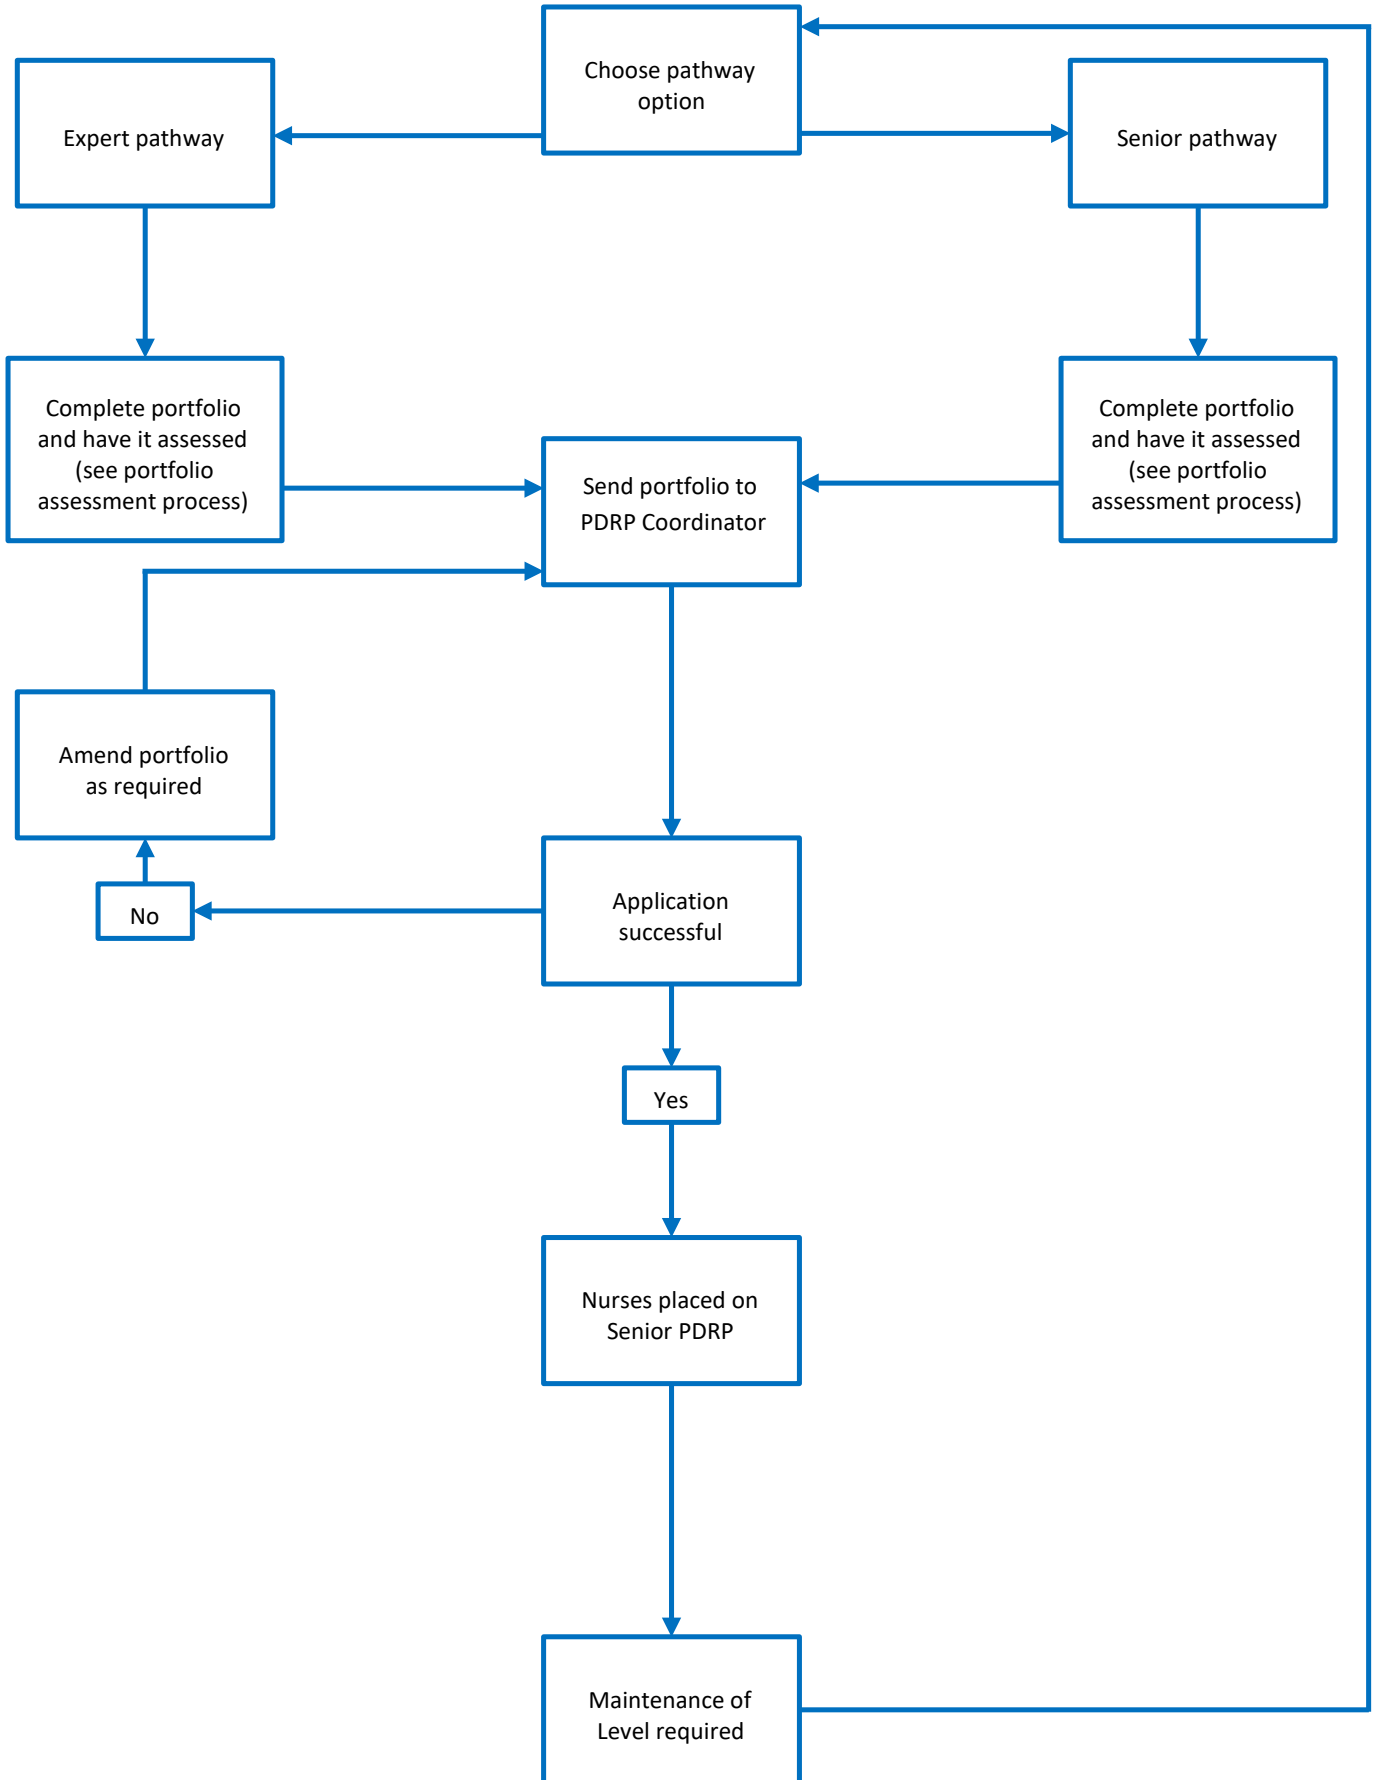 Choose pathway
option
Expert pathway
Senior pathway
Complete portfolio
and have it assessed
(see portfolio
assessment process)
Send portfolio to
PDRP Coordinator
Complete portfolio
and have it assessed
(see portfolio
assessment process)
Amend portfolio
as required
No
Application
successful
Yes
Nurses placed on
Senior PDRP
Maintenance of
Level required